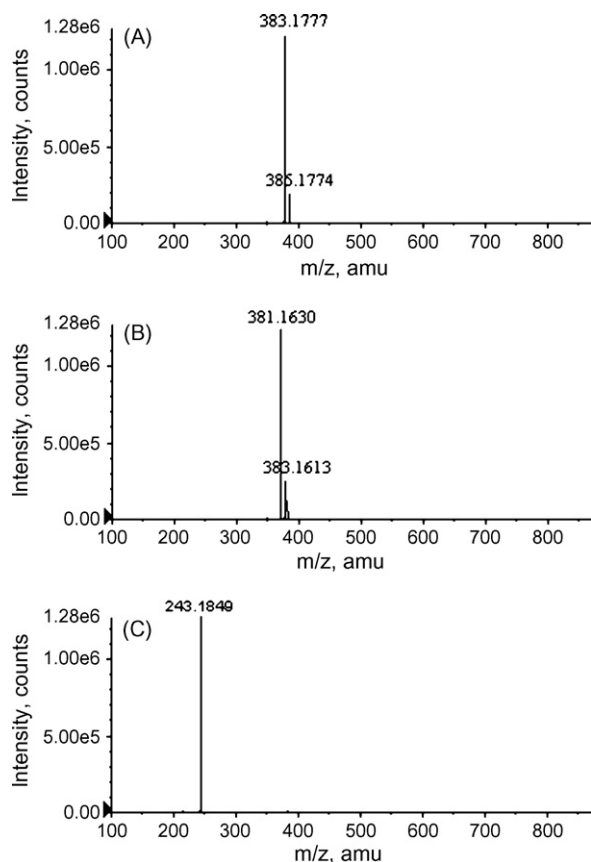 1.28e6
(A)
383.1777
1.00e6
5.00e5
385.1774
0.00
100 200 300 400 500 600 700 800
m/z, amu
Intensity, counts
1.28e6
(B)
381.1630
1.00e6
5.00e5
383.1613
0.00
100 200 300 400 500 600 700 800
m/z, amu
Intensity, counts
1.28e6
(C)
243.1849
1.00e6
5.00e5
0.00
100 200 300 400 500 600 700 800
m/z, amu
Intensity, counts